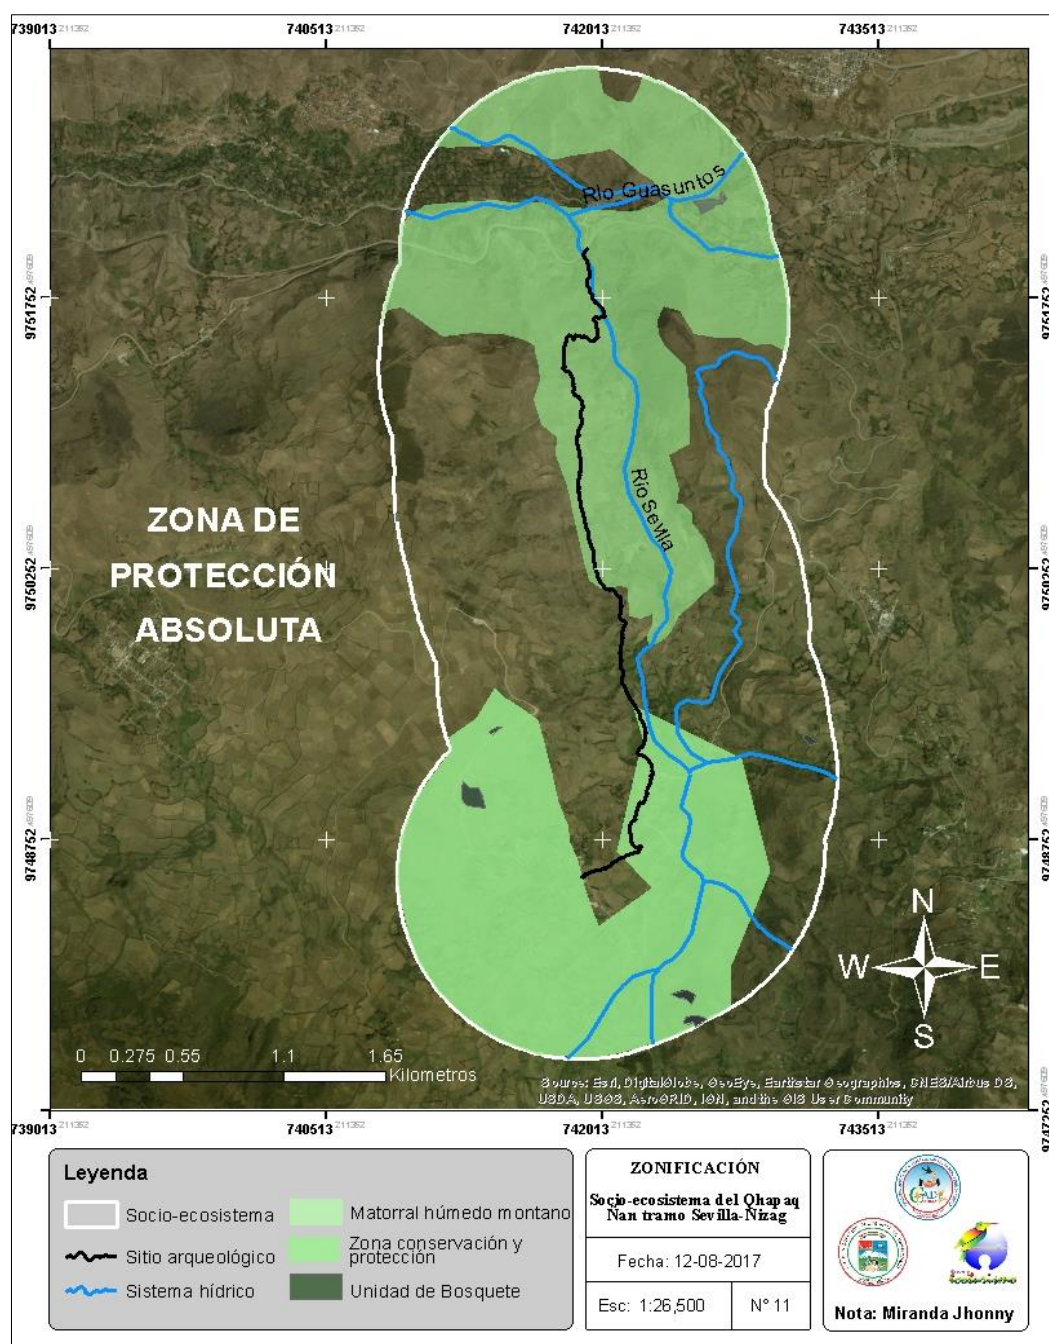 739013
740513
742013
743513
Río Guasuntos
9751752
9751752
Río Sevilla
ZONA DE
PROTECCIÓN
ABSOLUTA
9750252
9750252
9748752
9748752
N
W E
S
0 0.275 0.55 1.1 1.65
Kilometros
Source: Esri, DigitalGlobe, GeoEye, Earthstar Geographics, CNES/Airbus DS,
USDA, USGS, AeroGRID, IGN, and the GIS User Community
9747252
739013
740513
742013
743513
Leyenda
Socio-ecosistema
Sitio arqueológico
Sistema hídrico
Matorral húmedo montano
Zona conservación y
protección
Unidad de Bosquete
ZONIFICACIÓN
Socio-ecosistema del Qhapaq
Nan tramo Sevilla-Nizag
Fecha: 12-08-2017
Esc: 1:26,500
N° 11
Nota: Miranda Jhonny